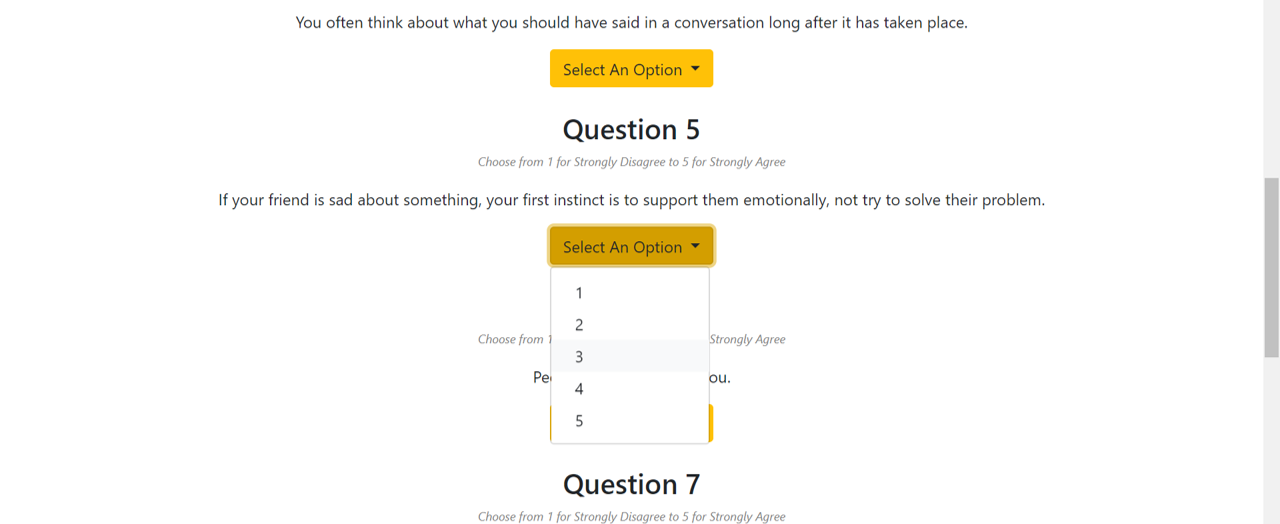 You often think about what you should have said in a conversation long after it has taken place.
Select An Option
Question 5
Choose from 1 for Strongly Disagree to 5 for Strongly Agree
If your friend is sad about something, your first instinct is to support them emotionally, not try to solve their problem.
Select An Option
1
2
Choose from 1 Strongly Agree
3
ou.
4
5
Question 7
Choose from 1 for Strongly Disagree to 5 for Strongly Agree